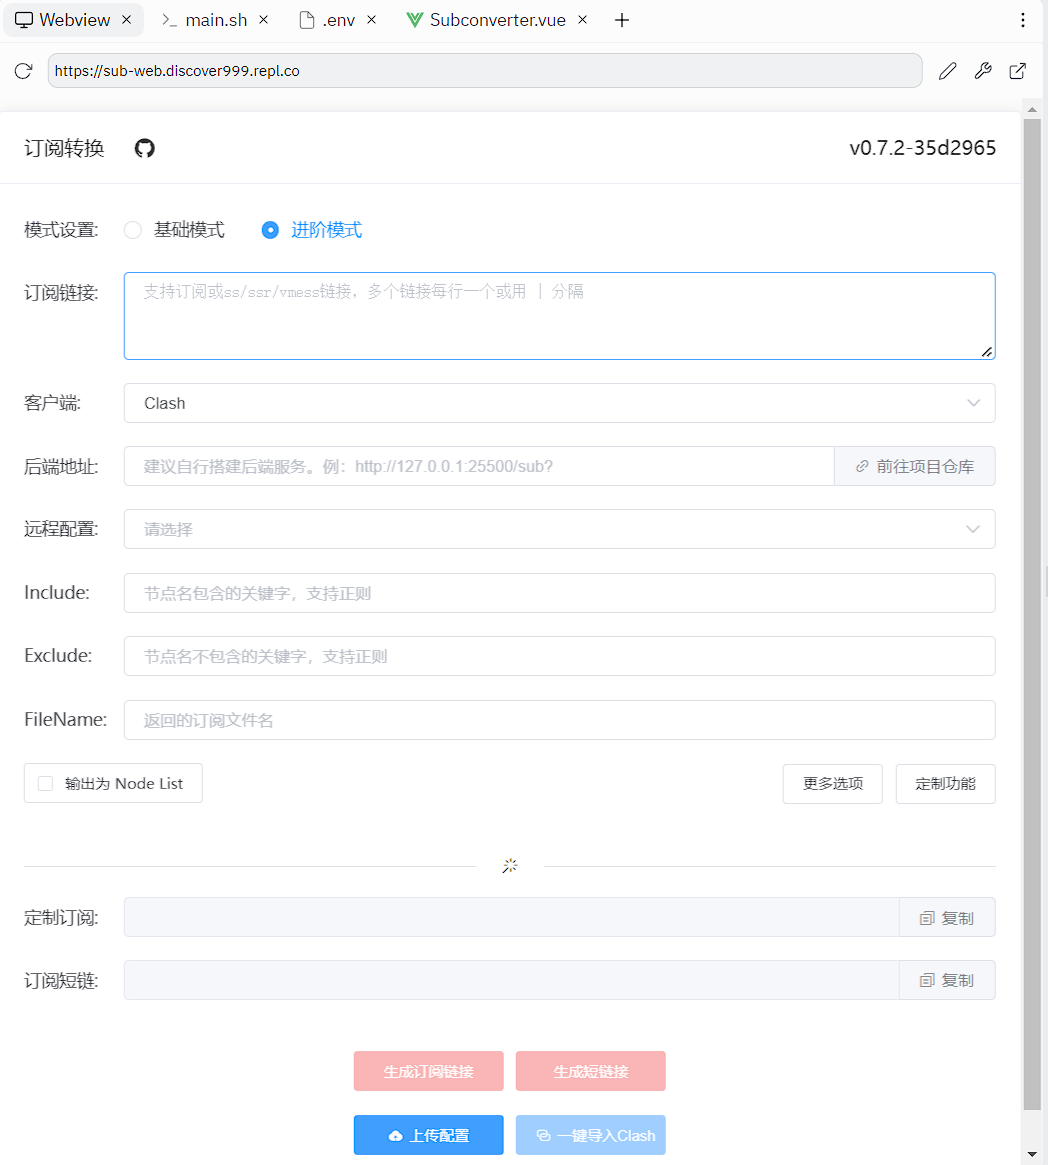 Webview
main.sh
.env
Subconverter.vue
https://sub-web.discover999.repl.co
订阅转换
v0.7.2-35d2965
模式设置: 基础模式 进阶模式
订阅链接: 支持订阅或ss/ssr/vmess链接，多个链接每行一个或用 | 分隔
客户端: Clash
后端地址: 建议自行搭建后端服务。例：http://127.0.0.1:25500/sub? 前往项目仓库
远程配置: 请选择
Include: 节点名包含的关键字，支持正则
Exclude: 节点名不包含的关键字，支持正则
FileName: 返回的订阅文件名
输出为 Node List 更多选项 定制功能
定制订阅: 复制
订阅短链: 复制
生成订阅链接 生成短链接
上传配置 一键导入Clash